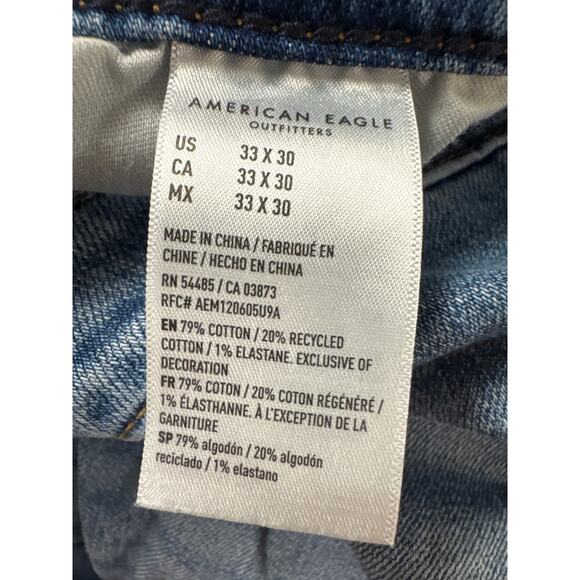 AMERICAN EAGLE
OUTFITTERS
US 33 X 30
CA 33 X 30
MX 33 X 30
MADE IN CHINA / FABRIQUÉ EN
CHINE / HECHO EN CHINA
RN 54485 / CA 03873
RFC# AEM120605U9A
EN 79% COTTON / 20% RECYCLED
COTTON / 1% ELASTANE. EXCLUSIVE OF
DECORATION
FR 79% COTON / 20% COTON RÉGÉNÉRÉ /
1% ÉLASTHANNE. À L'EXCEPTION DE LA
GARNITURE
SP 79% algodón / 20% algodón
reciclado / 1% elastano